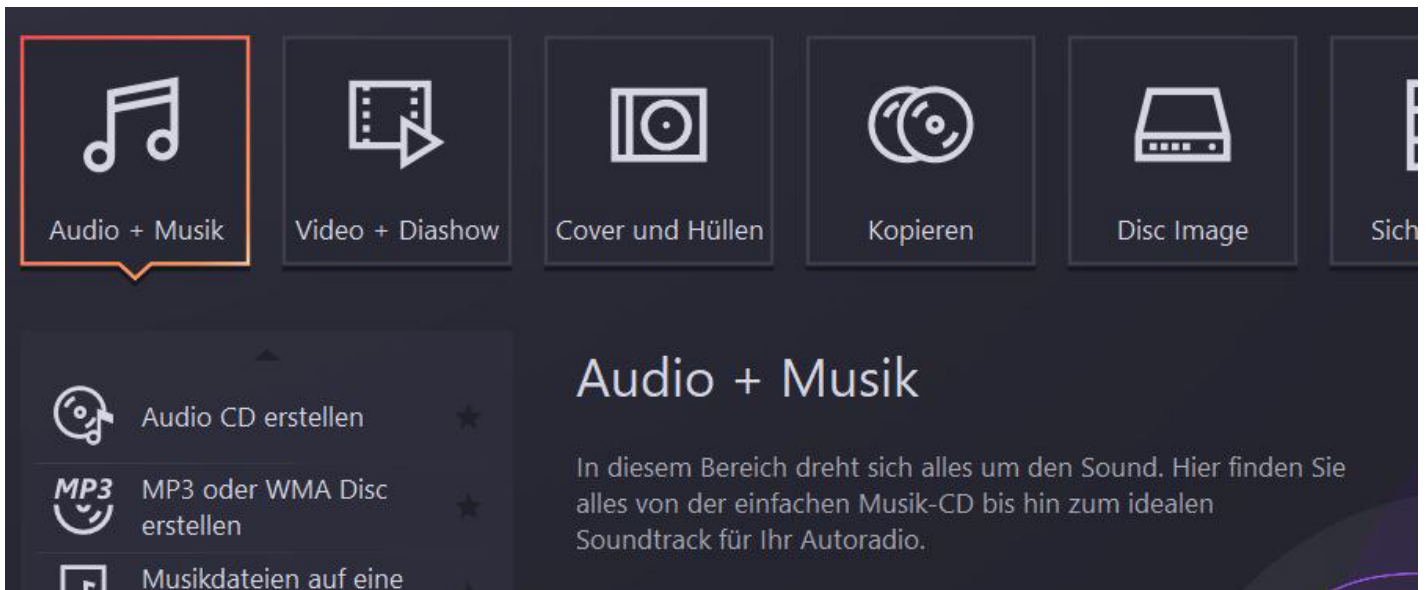 Audio + Musik
Video + Diashow
Cover und Hüllen
Kopieren
Disc Image
Audio CD erstellen
MP3
MP3 oder WMA Disc
erstellen
Musikdateien auf eine
Audio + Musik
In diesem Bereich dreht sich alles um den Sound. Hier finden Sie
alles von der einfachen Musik-CD bis hin zum idealen
Soundtrack für Ihr Autoradio.